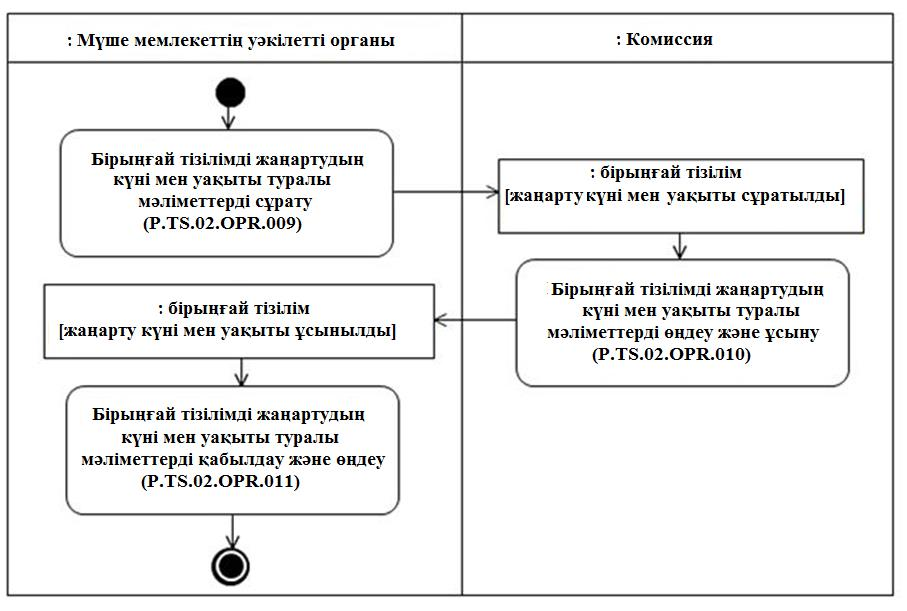 : Мүше мемлекеттің уәкілетті органы
: Комиссия
Бірыңғай тізілімді жаңартудың
күні мен уақыты туралы
мәліметтерді сұрату
(P.TS.02.OPR.009)
: бірыңғай тізілім
[жаңарту күні мен уақыты сұратылды]
Бірыңғай тізілімді жаңартудың
күні мен уақыты туралы
мәліметтерді өңдеу және ұсыну
(P.TS.02.OPR.010)
: бірыңғай тізілім
[жаңарту күні мен уақыты ұсынылды]
Бірыңғай тізілімді жаңартудың
күні мен уақыты туралы
мәліметтерді қабылдау және өңдеу
(P.TS.02.OPR.011)